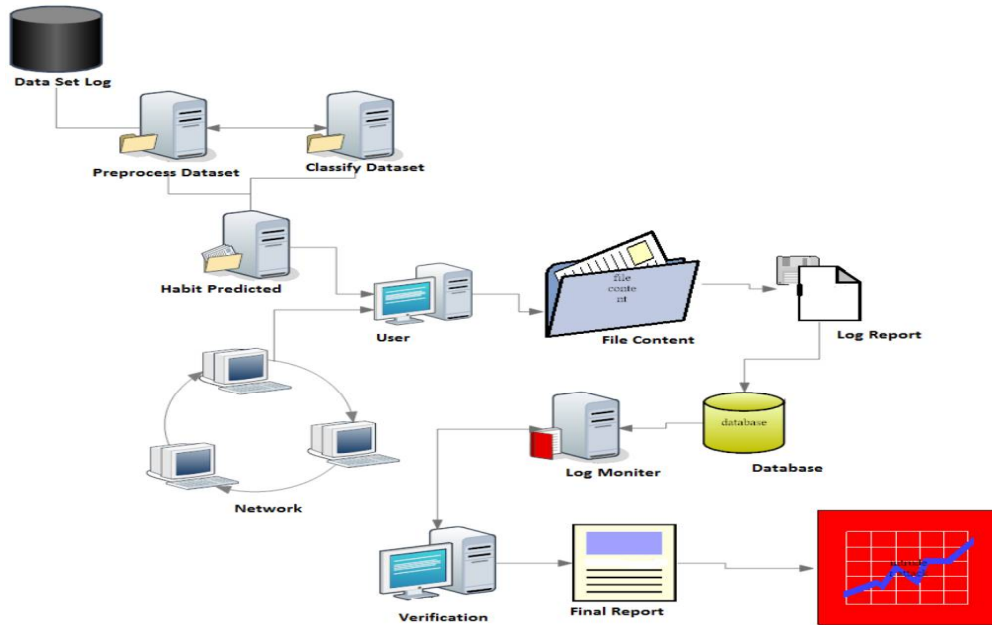 Data Set Log
Preprocess Dataset
Classify Dataset
Habit Predicted
User
file
conte
nt
File Content
Log Report
database
Database
Log Moniter
Network
Verification
Final Report